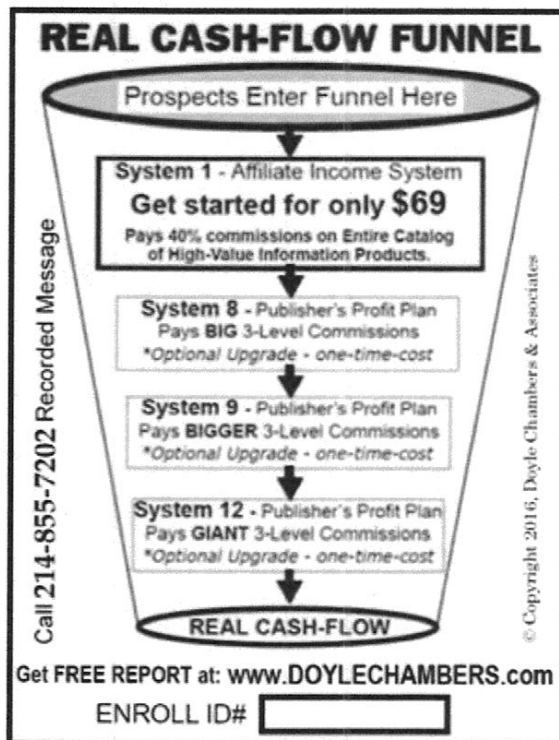 REAL CASH-FLOW FUNNEL
Prospects Enter Funnel Here
System 1 - Affiliate Income System
Get started for only $69
Pays 40% commissions on Entire Catalog
of High-Value Information Products.
System 8 - Publisher's Profit Plan
Pays BIG 3-Level Commissions
*Optional Upgrade - one-time-cost
System 9 - Publisher's Profit Plan
Pays BIGGER 3-Level Commissions
*Optional Upgrade - one-time-cost
System 12 - Publisher's Profit Plan
Pays GIANT 3-Level Commissions
*Optional Upgrade - one-time-cost
REAL CASH-FLOW
Call 214-855-7202 Recorded Message
© Copyright 2016, Doyle Chambers & Associates
Get FREE REPORT at: www.DOYLECHAMBERS.com
ENROLL ID#